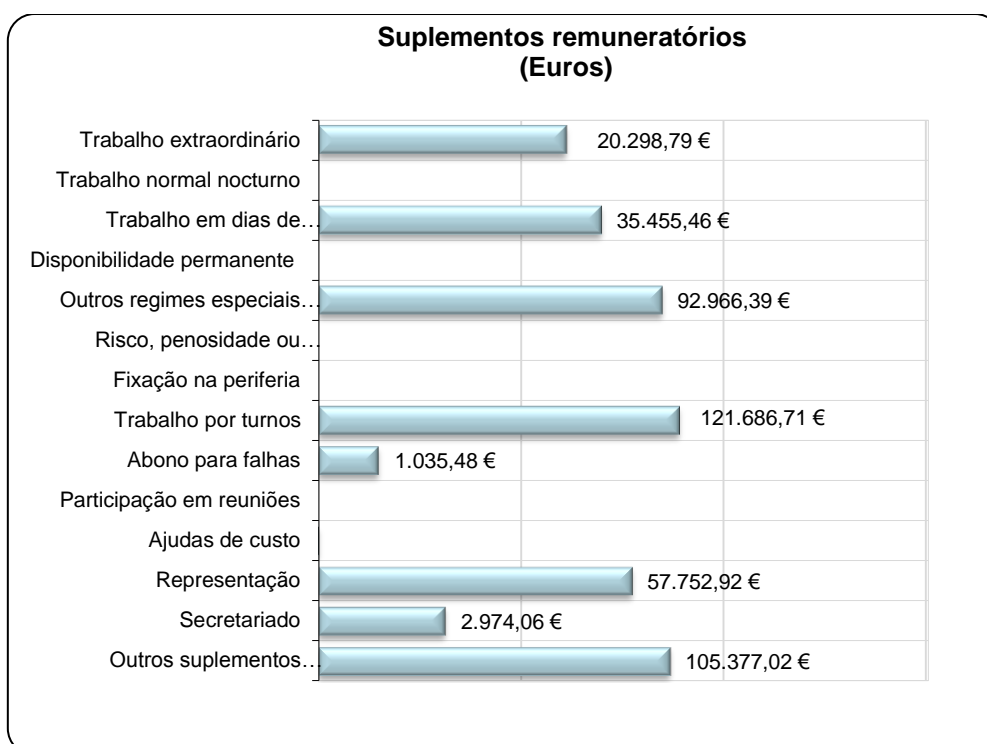 Suplementos remuneratórios
(Euros)
Trabalho extraordinário 20.298,79 €
Trabalho normal nocturno
Trabalho em dias de… 35.455,46 €
Disponibilidade permanente
Outros regimes especiais… 92.966,39 €
Risco, penosidade ou…
Fixação na periferia
Trabalho por turnos 121.686,71 €
Abono para falhas 1.035,48 €
Participação em reuniões
Ajudas de custo
Representação 57.752,92 €
Secretariado 2.974,06 €
Outros suplementos… 105.377,02 €